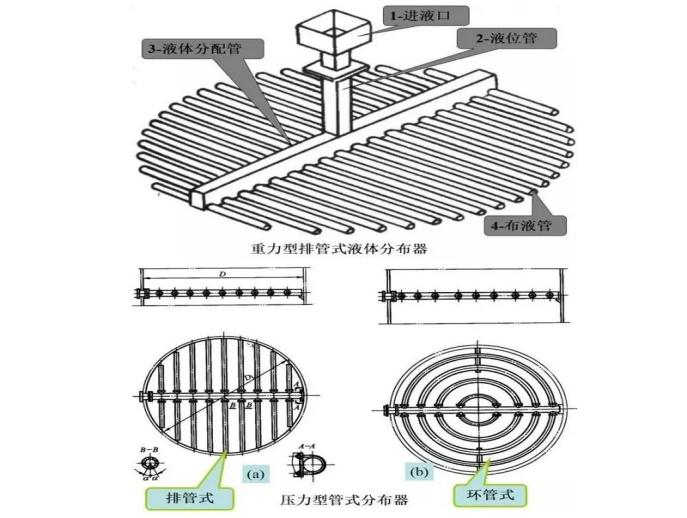 1-进液口
2-液位管
3-液体分配管
4-布液管
重力型排管式液体分布器
D
D₁
A
A
B B
B-B
A-A
α α
(a)
(b)
排管式
环管式
压力型管式分布器